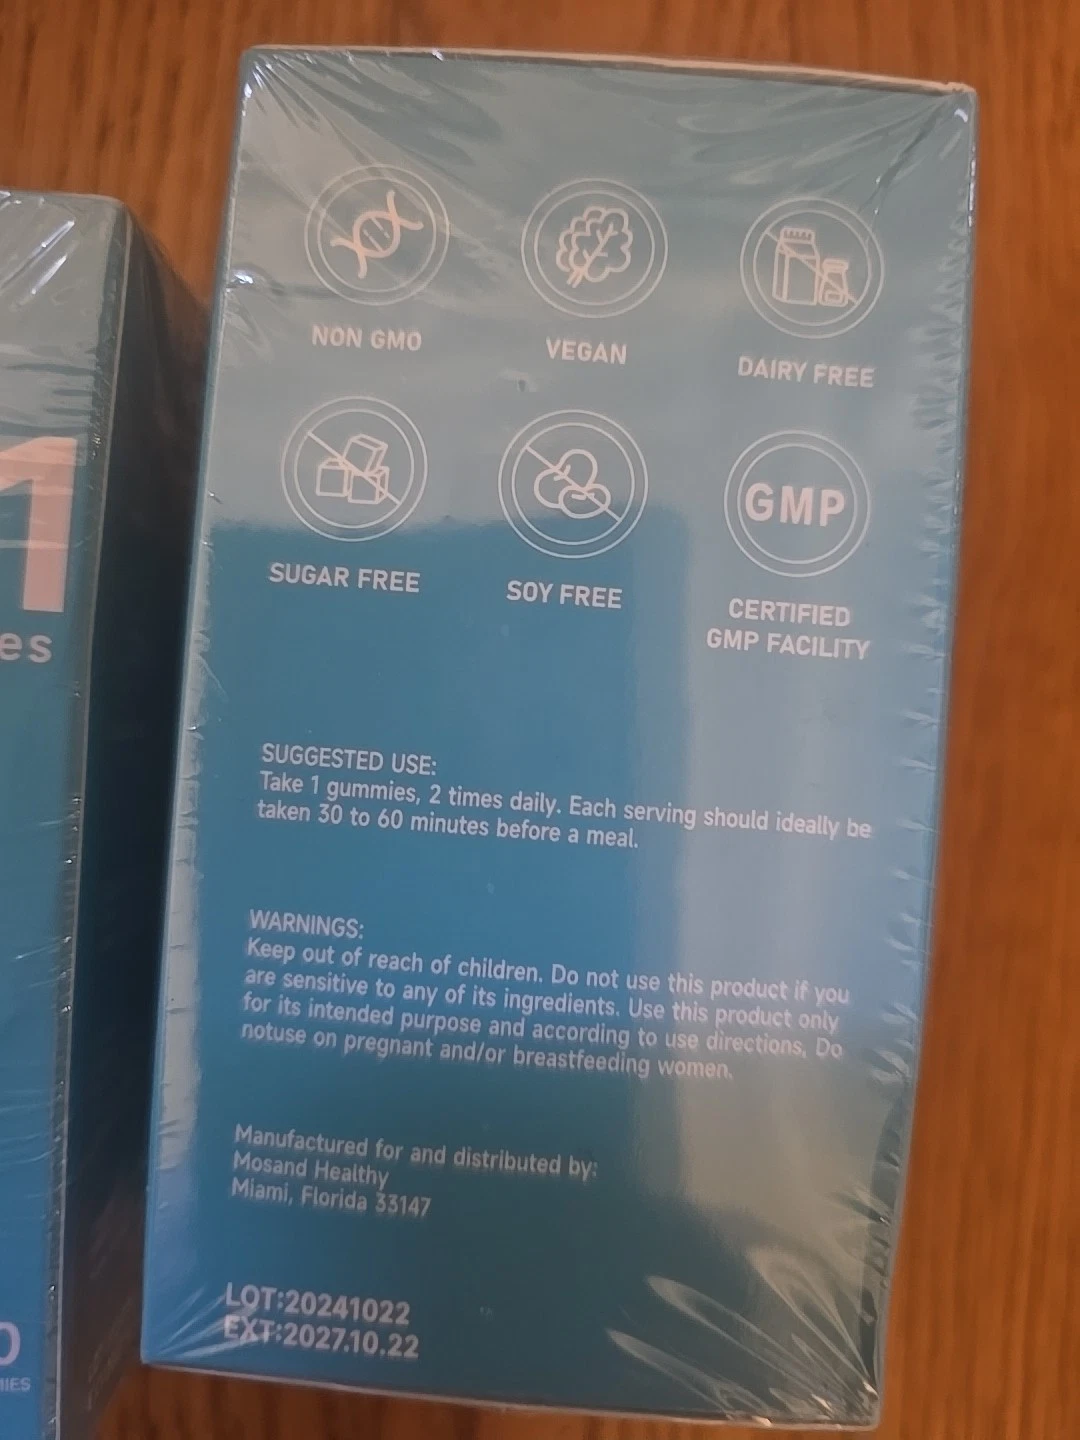 NON GMO
VEGAN
DAIRY FREE
SUGAR FREE
SOY FREE
GMP
CERTIFIED
GMP FACILITY
SUGGESTED USE:
Take 1 gummies, 2 times daily. Each serving should ideally be
taken 30 to 60 minutes before a meal.
WARNINGS:
Keep out of reach of children. Do not use this product if you
are sensitive to any of its ingredients. Use this product only
for its intended purpose and according to use directions. Do
notuse on pregnant and/or breastfeeding women.
Manufactured for and distributed by:
Mosand Healthy
Miami, Florida 33147
LOT:20241022
EXT:2027.10.22
1
es
0
IES